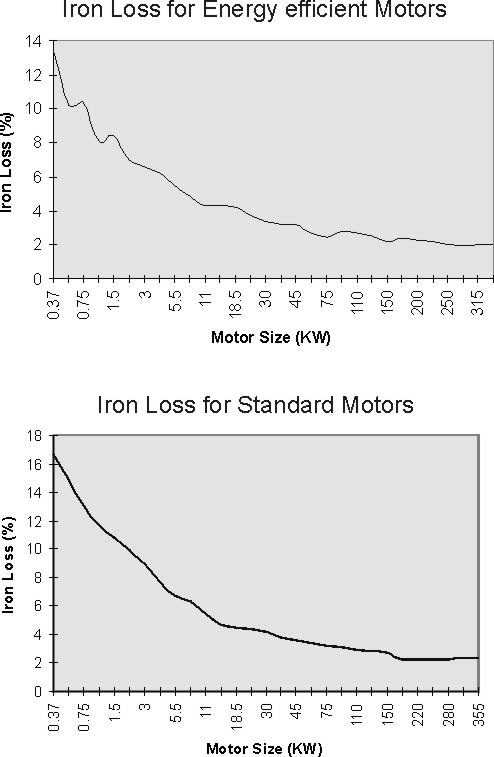 Iron Loss for Energy efficient Motors
14
12
10
8
6
4
2
0
Iron Loss (%)
0.37 0.75 1.5 3 5.5 11 18.5 30 45 75 110 150 200 250 315
Motor Size (KW)
Iron Loss for Standard Motors
18
16
14
12
10
8
6
4
2
0
Iron Loss (%)
0.37 0.75 1.5 3 5.5 11 18.5 30 45 75 110 150 220 280 355
Motor Size (KW)